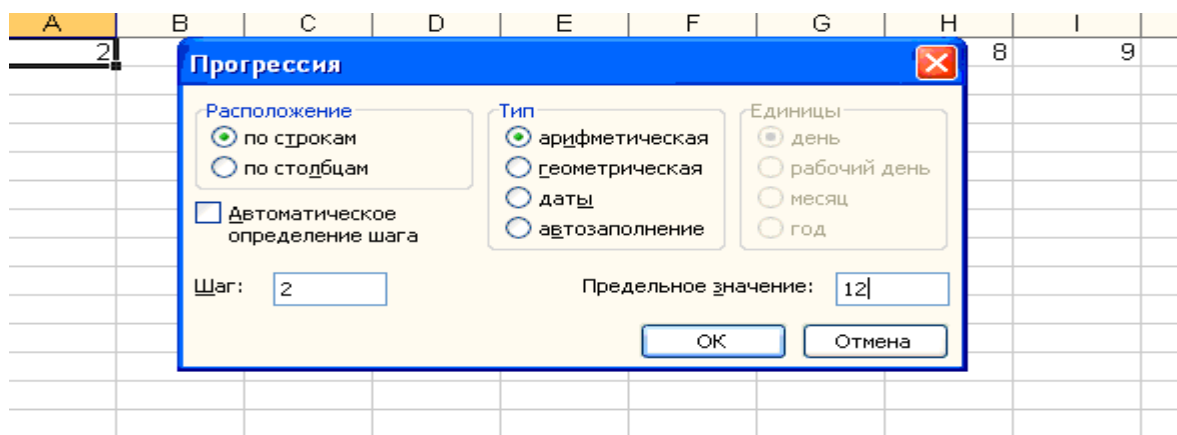 A B C D E F G H I
2 8 9
Прогрессия
Расположение
по строкам
по столбцам
Автоматическое
определение шага
Тип
арифметическая
геометрическая
даты
автозаполнение
Единицы
день
рабочий день
месяц
год
Шаг: 2
Предельное значение: 12
ОК Отмена